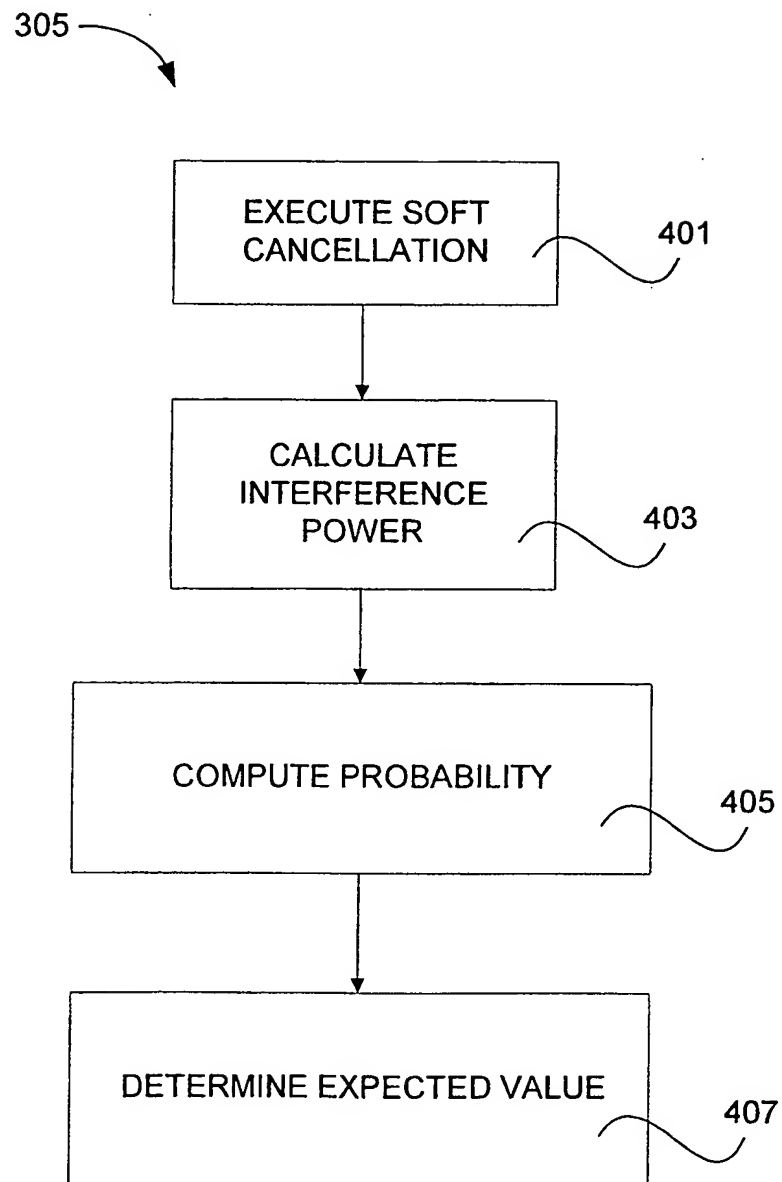 305
EXECUTE SOFT
CANCELLATION
401
CALCULATE
INTERFERENCE
POWER
403
COMPUTE PROBABILITY
405
DETERMINE EXPECTED VALUE
407